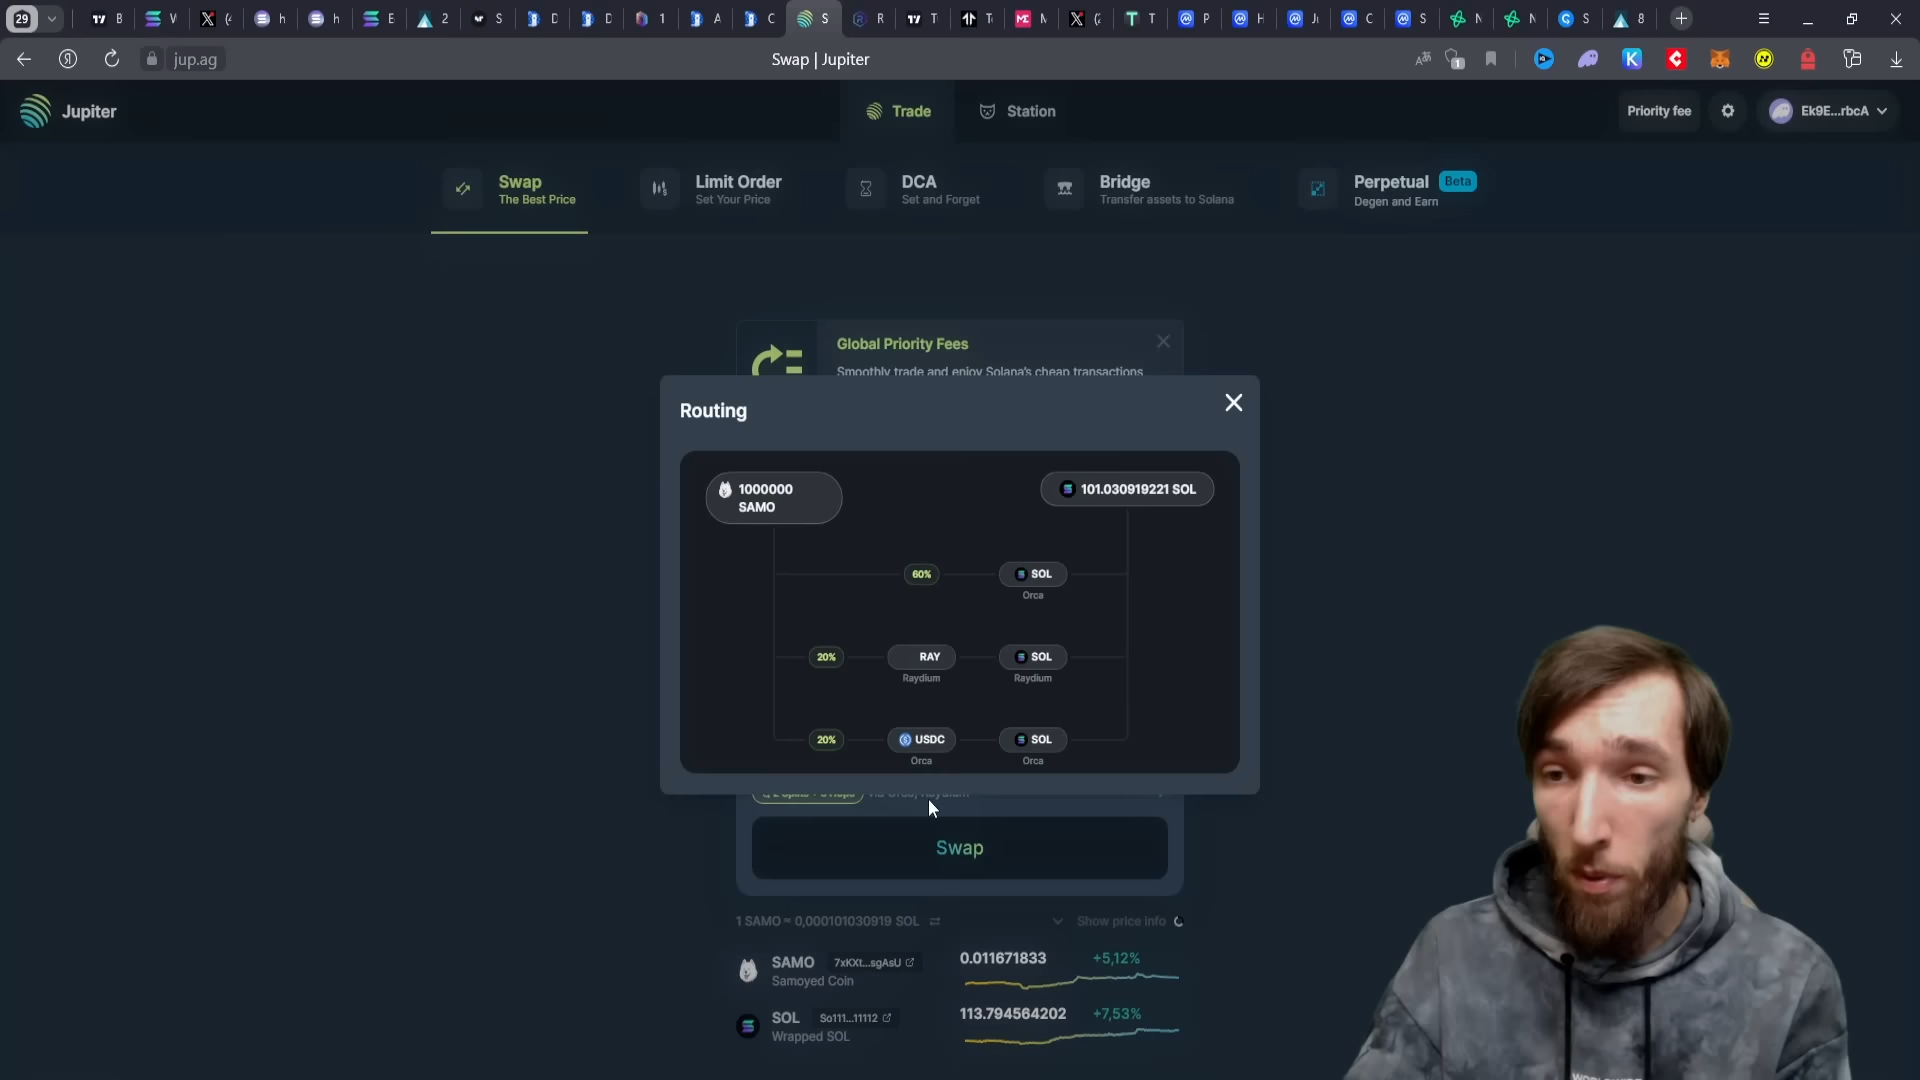 29
jup.ag
Swap | Jupiter
1
Jupiter
Trade
Station
Priority fee
Ek9E...rbcA
Swap
The Best Price
Limit Order
Set Your Price
DCA
Set and Forget
Bridge
Transfer assets to Solana
Perpetual
Beta
Degen and Earn
Global Priority Fees
Smoothly trade and enjoy Solana's cheap transactions
Routing
1000000
SAMO
101.030919221 SOL
60%
SOL
Orca
20%
RAY
Raydium
SOL
Raydium
20%
USDC
Orca
SOL
Orca
Swap
1 SAMO ≈ 0,000101030919 SOL
Show price info
SAMO
7xKXt...sgAsU
Samoyed Coin
0.011671833
+5,12%
SOL
So111...11112
Wrapped SOL
113.794564202
+7,53%